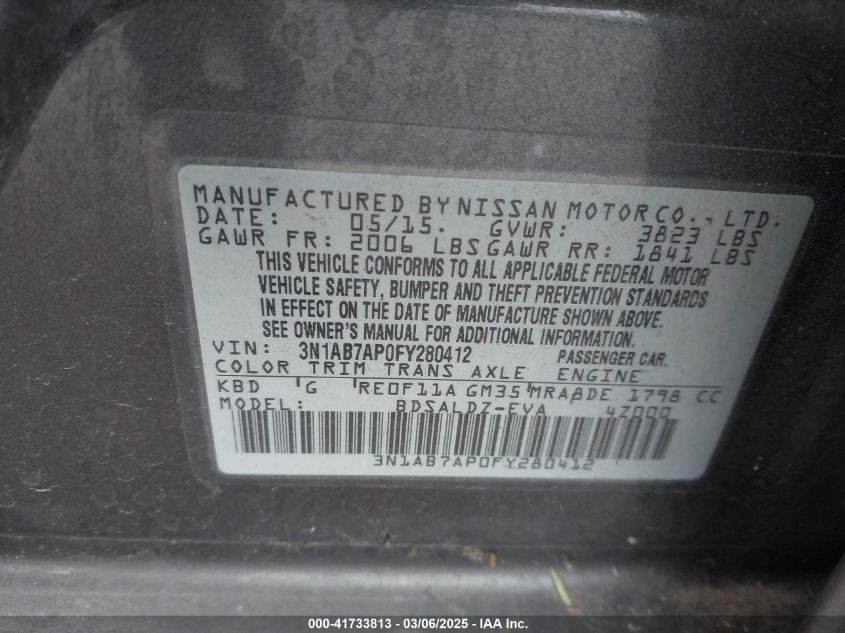 MANUFACTURED BY NISSAN MOTOR CO., LTD.
DATE: 05/15. GVWR: 3823 LBS
GAWR FR: 2006 LBS GAWR RR: 1841 LBS
THIS VEHICLE CONFORMS TO ALL APPLICABLE FEDERAL MOTOR
VEHICLE SAFETY, BUMPER AND THEFT PREVENTION STANDARDS
IN EFFECT ON THE DATE OF MANUFACTURE SHOWN ABOVE.
SEE OWNER'S MANUAL FOR ADDITIONAL INFORMATION.
VIN: 3N1AB7AP0FY280412 PASSENGER CAR.
COLOR TRIM TRANS AXLE ENGINE
KBD G RE0F11A GM35 MRA8DE 1798 CC
MODEL: BDSALDZ-EVA 4Z000
3N1AB7AP0FY280412
000-41733813 - 03/06/2025 - IAA Inc.